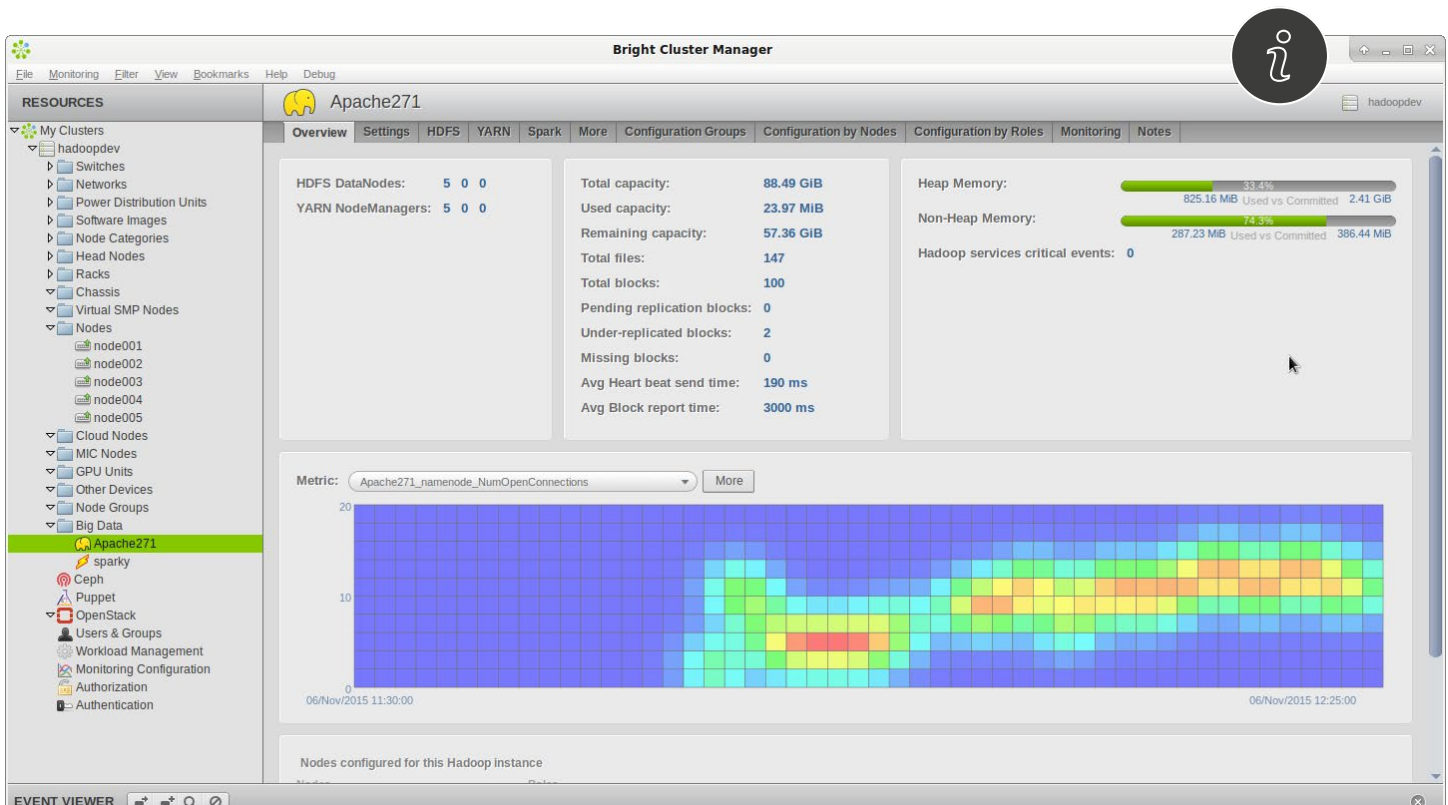 Bright Cluster Manager
File Monitoring Filter View Bookmarks Help Debug
RESOURCES
Apache271
hadoopdev
Overview Settings HDFS YARN Spark More Configuration Groups Configuration by Nodes Configuration by Roles Monitoring Notes
My Clusters
hadoopdev
Switches
Networks
Power Distribution Units
Software Images
Node Categories
Head Nodes
Racks
Chassis
Virtual SMP Nodes
Nodes
node001
node002
node003
node004
node005
Cloud Nodes
MIC Nodes
GPU Units
Other Devices
Node Groups
Big Data
Apache271
sparky
Ceph
Puppet
OpenStack
Users & Groups
Workload Management
Monitoring Configuration
Authorization
Authentication
HDFS DataNodes: 5 0 0
YARN NodeManagers: 5 0 0
Total capacity: 88.49 GiB
Used capacity: 23.97 MiB
Remaining capacity: 57.36 GiB
Total files: 147
Total blocks: 100
Pending replication blocks: 0
Under-replicated blocks: 2
Missing blocks: 0
Avg Heart beat send time: 190 ms
Avg Block report time: 3000 ms
Heap Memory: 33.4%
825.16 MiB Used vs Committed 2.41 GiB
Non-Heap Memory: 74.3%
287.23 MiB Used vs Committed 386.44 MiB
Hadoop services critical events: 0
Metric: Apache271_namenode_NumOpenConnections More
20
10
0
06/Nov/2015 11:30:00 06/Nov/2015 12:25:00
Nodes configured for this Hadoop instance
Nodes Roles
EVENT VIEWER